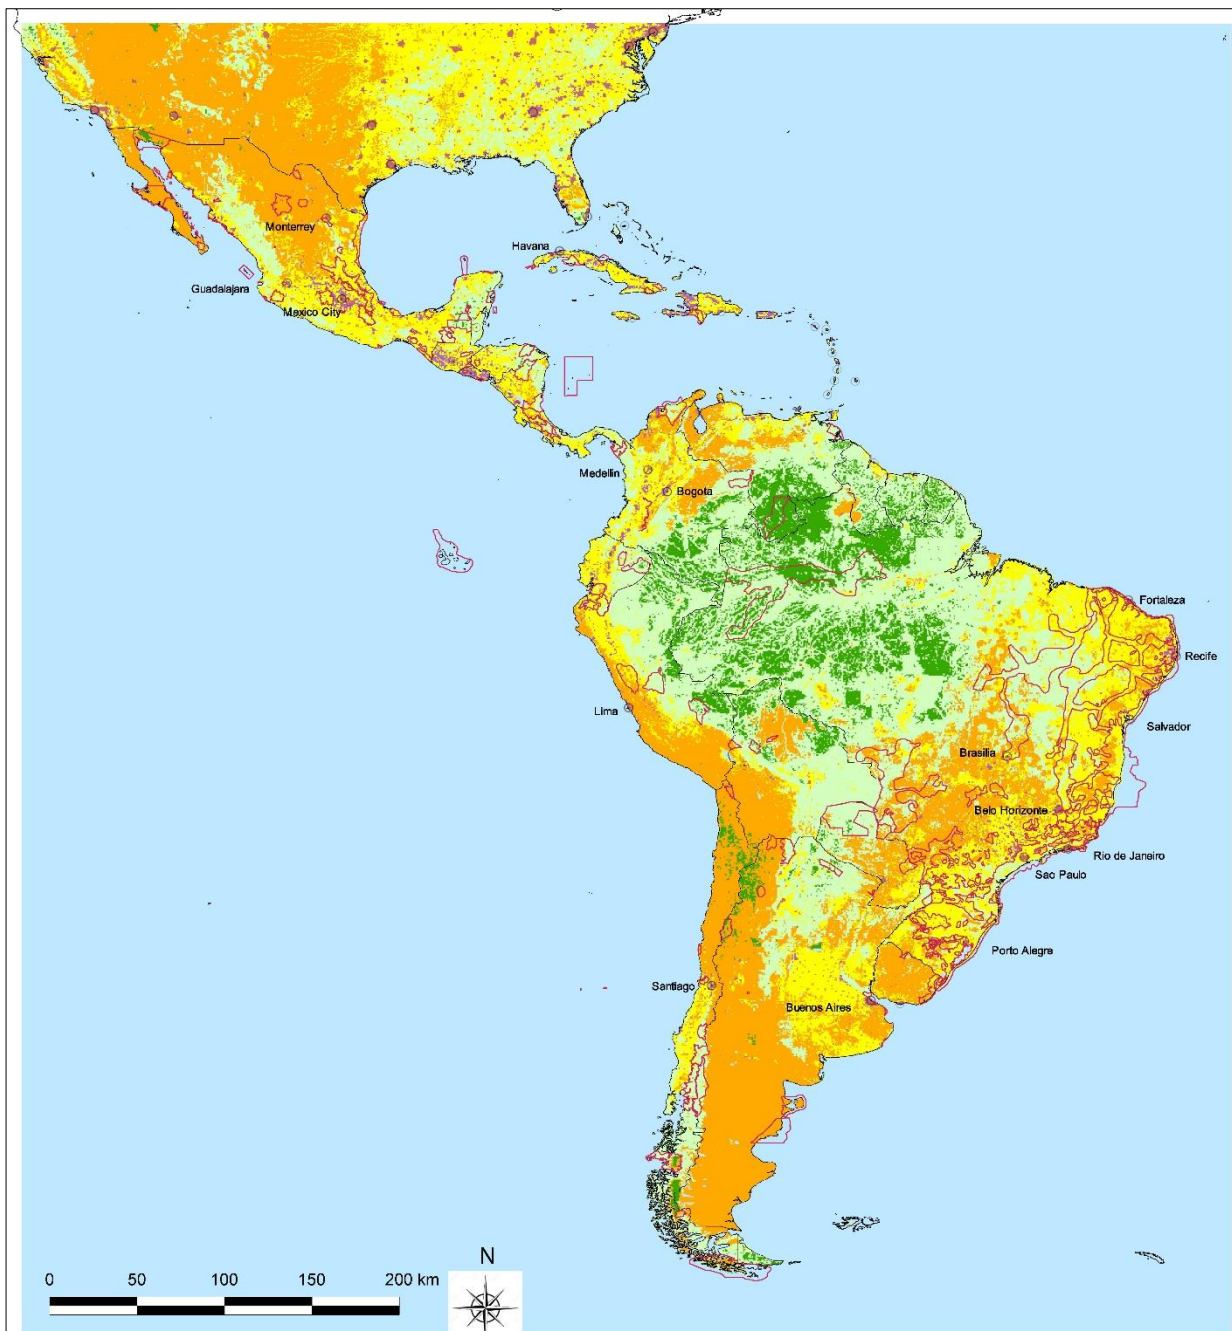 Monterrey
Havana
Guadalajara
Mexico City
Medellin
Bogota
Fortaleza
Recife
Lima
Salvador
Brasilia
Belo Horizonte
Rio de Janeiro
Sao Paulo
Porto Alegre
Santiago
Buenos Aires
N
0 50 100 150 200 km